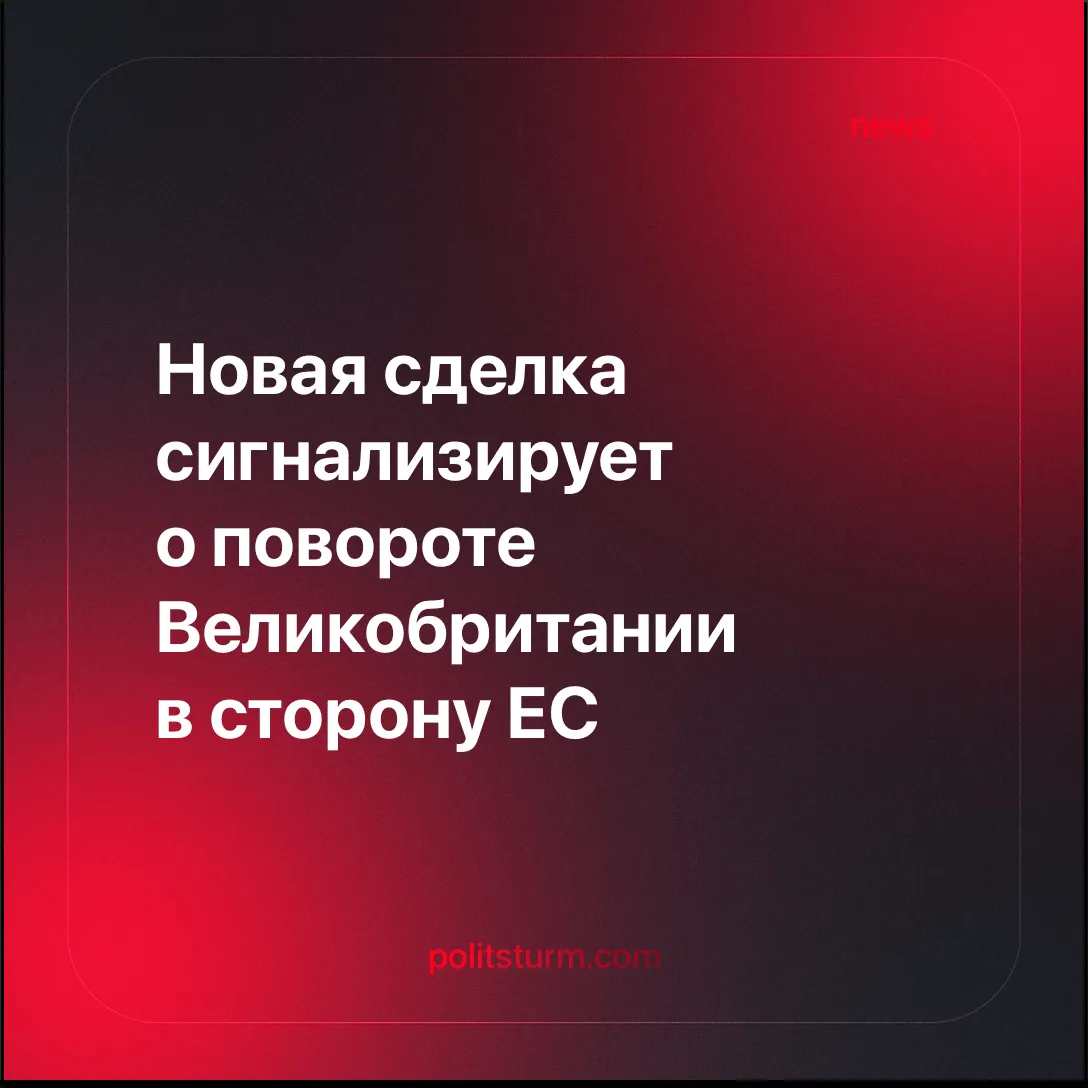 news
Новая сделка
сигнализирует
о повороте
Великобритании
в сторону ЕС
politsturm.com